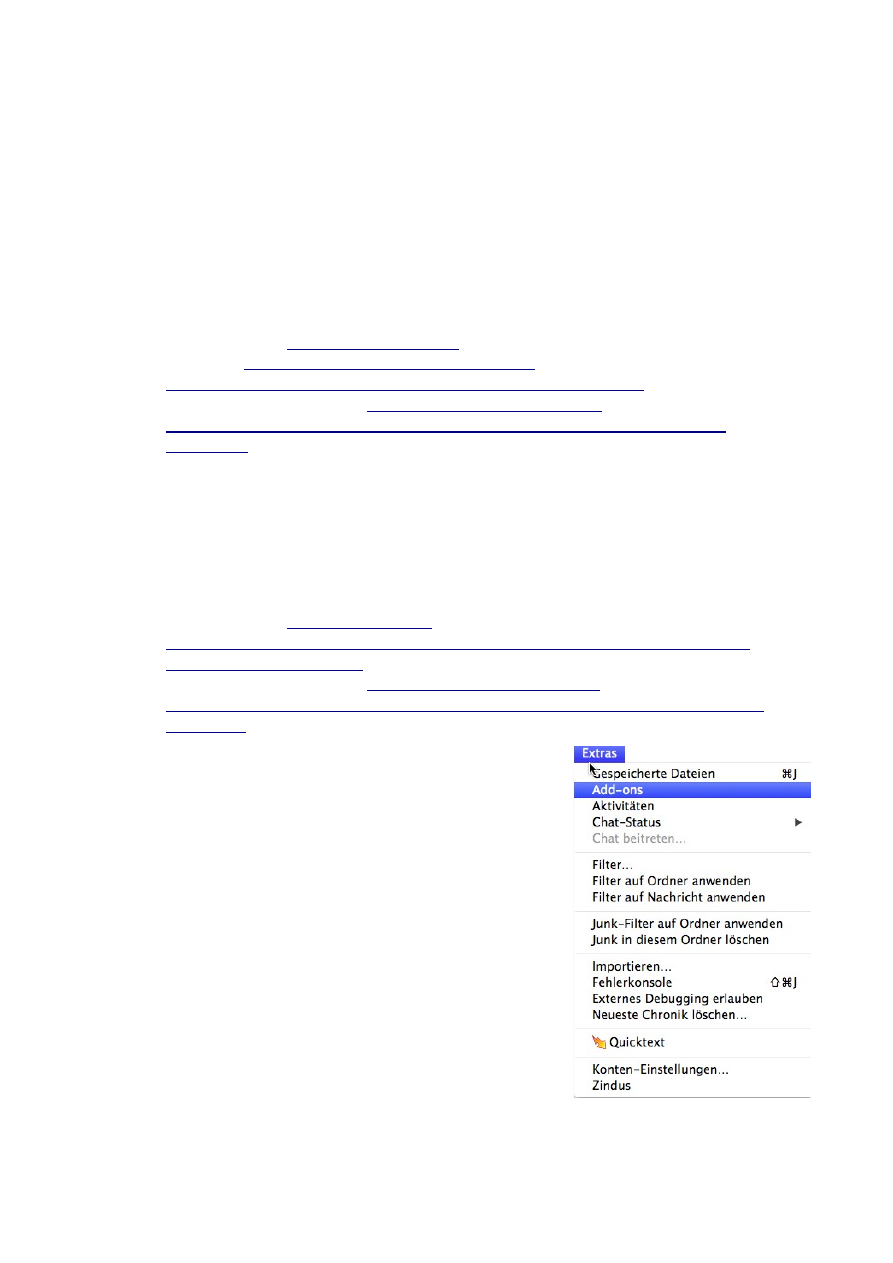 Extras
Gespeicherte Dateien ⌘J
Add-ons
Aktivitäten
Chat-Status ▶
Chat beitreten...
Filter...
Filter auf Ordner anwenden
Filter auf Nachricht anwenden
Junk-Filter auf Ordner anwenden
Junk in diesem Ordner löschen
Importieren...
Fehlerkonsole ⇧⌘J
Externes Debugging erlauben
Neueste Chronik löschen...
Quicktext
Konten-Einstellungen...
Zindus